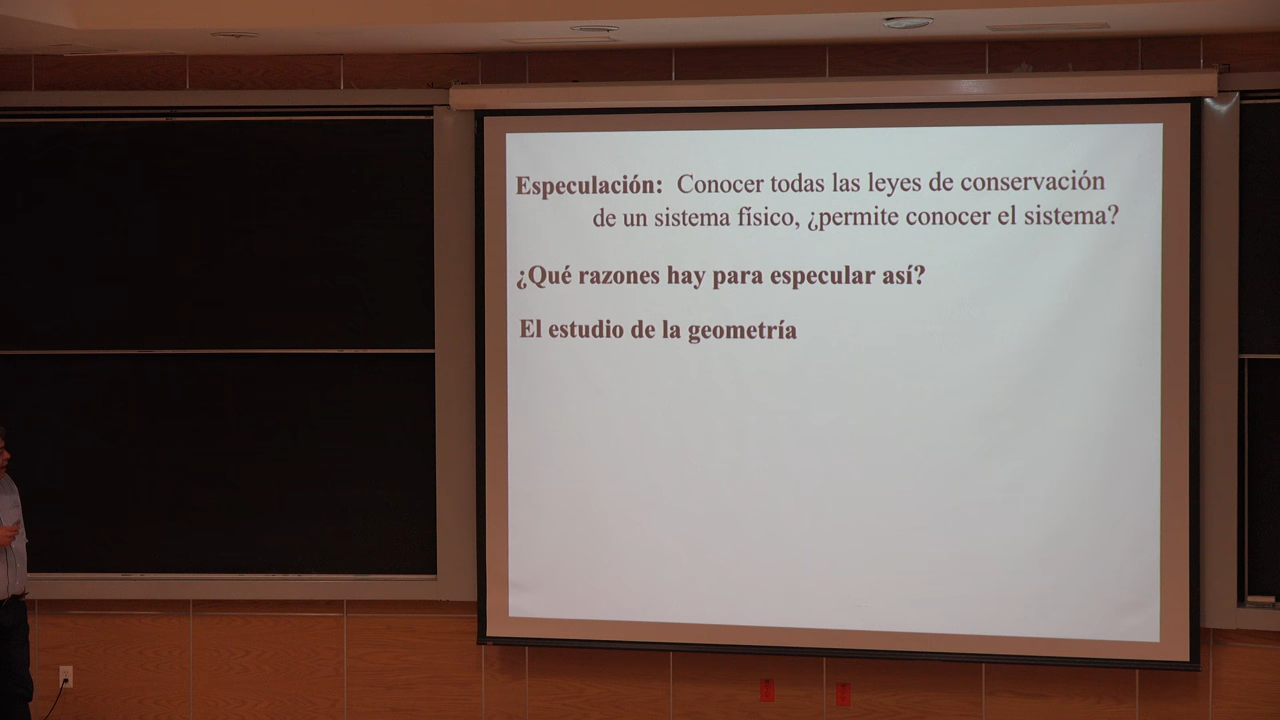 Especulación: Conocer todas las leyes de conservación
de un sistema físico, ¿permite conocer el sistema?
¿Qué razones hay para especular así?
El estudio de la geometría